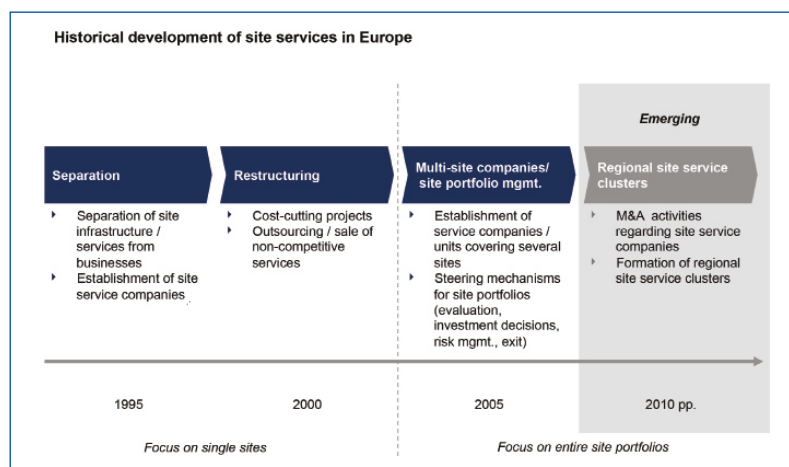 Historical development of site services in Europe
Emerging
Separation
Restructuring
Multi-site companies/
site portfolio mgmt.
Regional site service
clusters
Separation of site
infrastructure /
services from
businesses
Establishment of site
service companies
Cost-cutting projects
Outsourcing / sale of
non-competitive
services
Establishment of
service companies /
units covering several
sites
Steering mechanisms
for site portfolios
(evaluation,
investment decisions,
risk mgmt., exit)
M&A activities
regarding site service
companies
Formation of regional
site service clusters
1995
2000
2005
2010 pp.
Focus on single sites
Focus on entire site portfolios